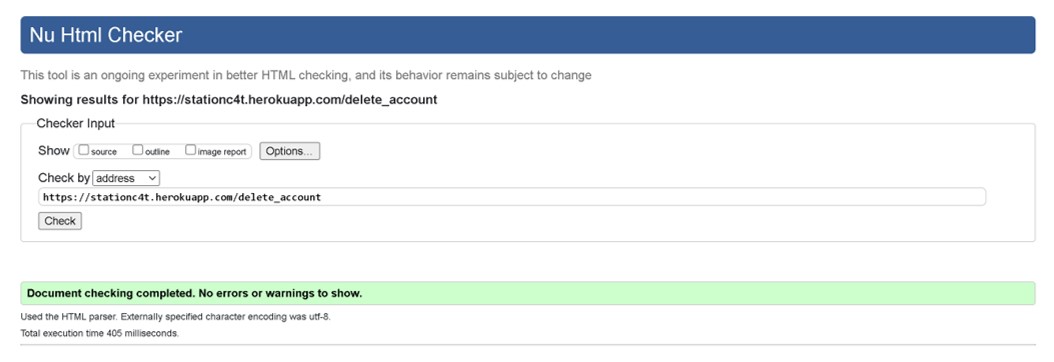 Nu Html Checker
This tool is an ongoing experiment in better HTML checking, and its behavior remains subject to change
Showing results for https://stationc4t.herokuapp.com/delete_account
Checker Input
Show source outline image report Options...
Check by address
https://stationc4t.herokuapp.com/delete_account
Check
Document checking completed. No errors or warnings to show.
Used the HTML parser. Externally specified character encoding was utf-8.
Total execution time 405 milliseconds.